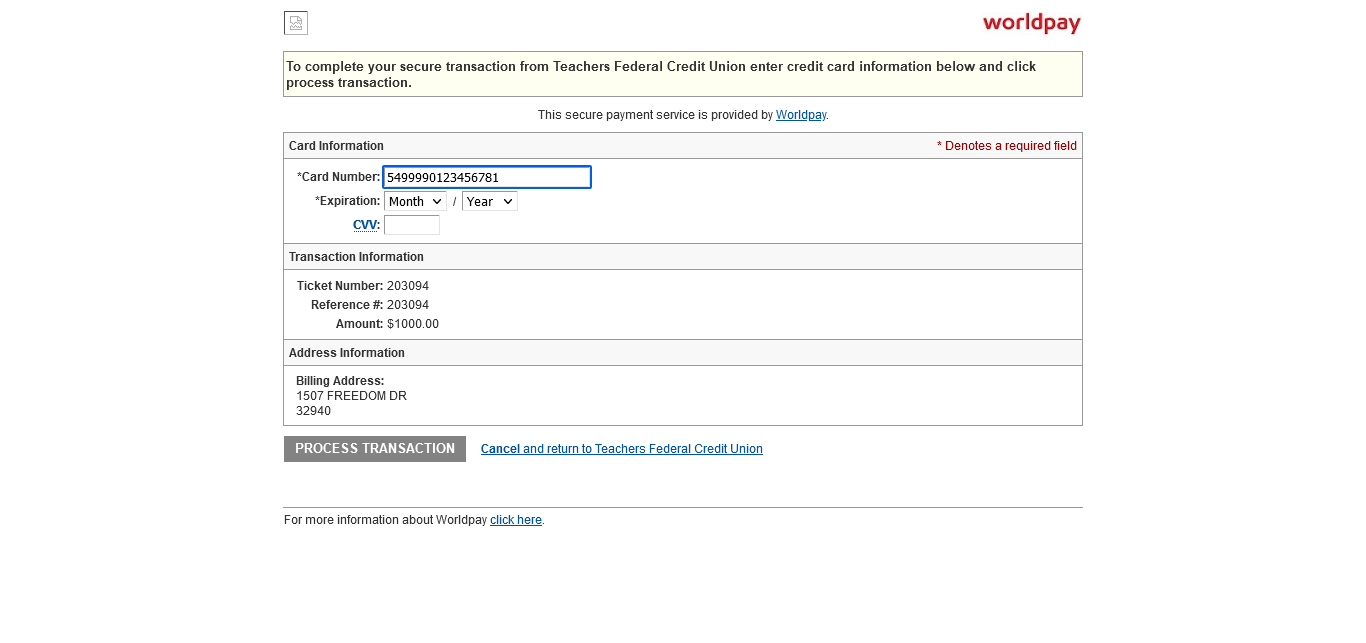 worldpay
To complete your secure transaction from Teachers Federal Credit Union enter credit card information below and click
process transaction.
This secure payment service is provided by Worldpay.
Card Information * Denotes a required field
*Card Number: 5499990123456781
*Expiration: Month / Year
CVV:
Transaction Information
Ticket Number: 203094
Reference #: 203094
Amount: $1000.00
Address Information
Billing Address:
1507 FREEDOM DR
32940
PROCESS TRANSACTION Cancel and return to Teachers Federal Credit Union
For more information about Worldpay click here.